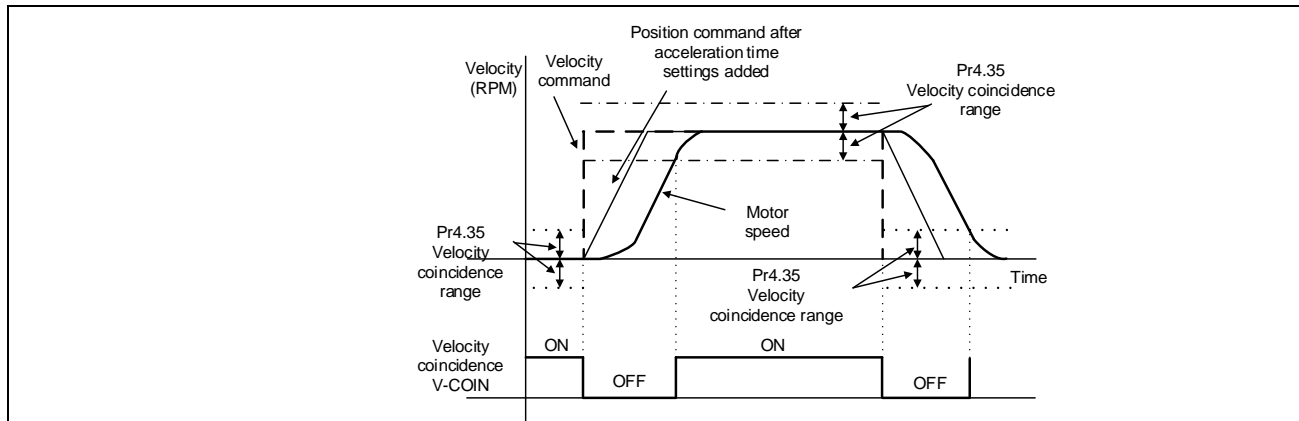 Position command after
acceleration time
settings added
Velocity
(RPM)
Velocity
command
Pr4.35
Velocity coincidence
range
Motor
speed
Pr4.35
Velocity
coincidence
range
Pr4.35
Velocity
coincidence range
Time
Velocity
coincidence
V-COIN
ON
OFF
ON
OFF